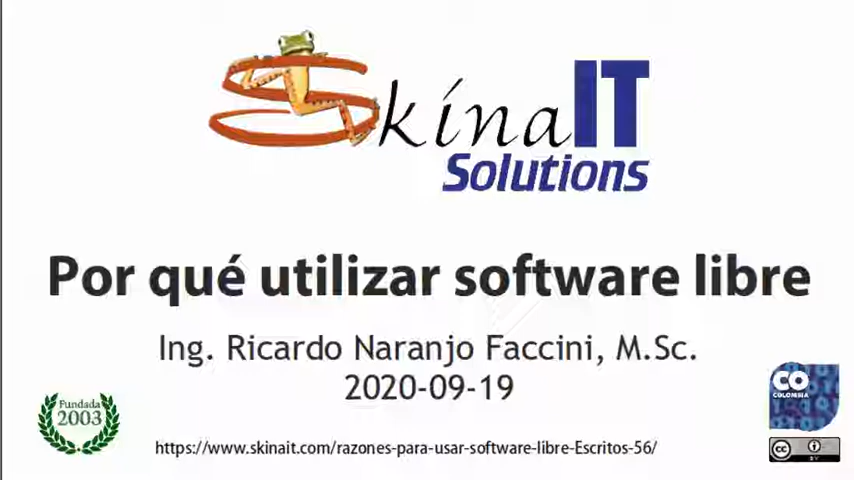 SkinaIT
Solutions
Por qué utilizar software libre
Ing. Ricardo Naranjo Faccini, M.Sc.
2020-09-19
Fundada
2003
https://www.skinait.com/razones-para-usar-software-libre-Escritos-56/
CO
COLOMBIA
cc
BY